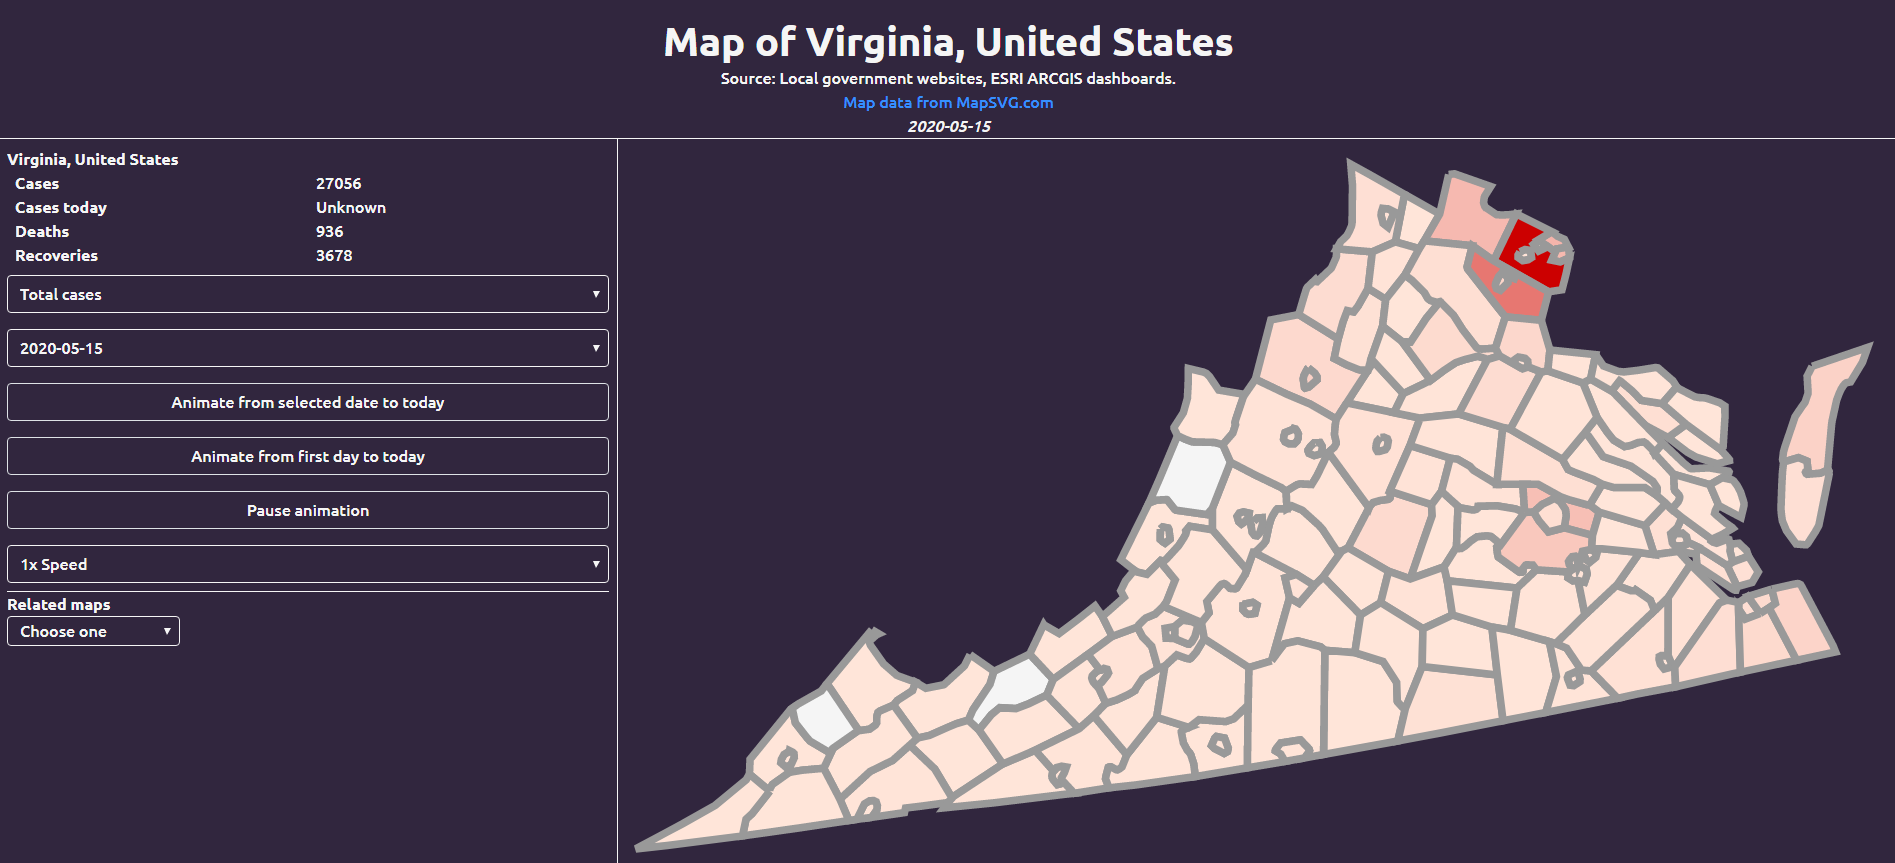 Map of Virginia, United States
Source: Local government websites, ESRI ARCGIS dashboards.
Map data from MapSVG.com
2020-05-15
Virginia, United States
Cases 27056
Cases today Unknown
Deaths 936
Recoveries 3678
Total cases
2020-05-15
Animate from selected date to today
Animate from first day to today
Pause animation
1x Speed
Related maps
Choose one